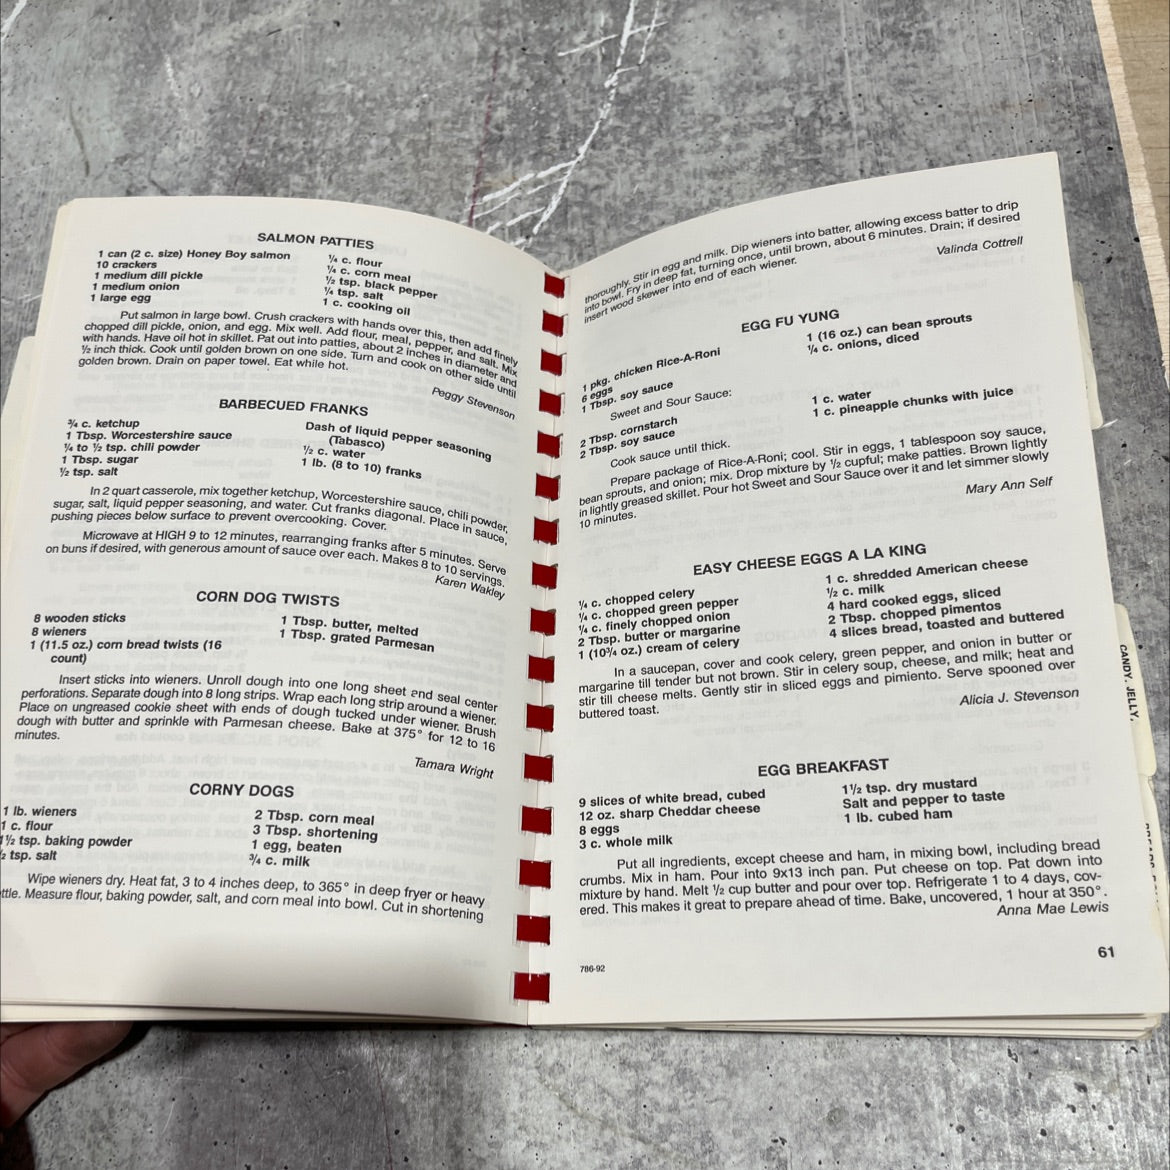 SALMON PATTIES
1 can (2 c. size) Honey Boy salmon
10 crackers
1 medium dill pickle
1 medium onion
1 large egg
¼ c. flour
¼ c. corn meal
½ tsp. black pepper
¼ tsp. salt
1 c. cooking oil
Put salmon in large bowl. Crush crackers with hands over this, then add finely
chopped dill pickle, onion, and egg. Mix well. Add flour, meal, pepper, and salt. Mix
with hands. Have oil hot in skillet. Pat out into patties, about 2 inches in diameter and
½ inch thick. Cook until golden brown on one side. Turn and cook on other side until
golden brown. Drain on paper towel. Eat while hot.
Peggy Stevenson
BARBECUED FRANKS
¾ c. ketchup
1 Tbsp. Worcestershire sauce
¼ to ½ tsp. chili powder
1 Tbsp. sugar
½ tsp. salt
Dash of liquid pepper seasoning
(Tabasco)
½ c. water
1 lb. (8 to 10) franks
In 2 quart casserole, mix together ketchup, Worcestershire sauce, chili powder,
sugar, salt, liquid pepper seasoning, and water. Cut franks diagonal. Place in sauce,
pushing pieces below surface to prevent overcooking. Cover.
Microwave at HIGH 9 to 12 minutes, rearranging franks after 5 minutes. Serve
on buns if desired, with generous amount of sauce over each. Makes 8 to 10 servings.
Karen Wakley
CORN DOG TWISTS
8 wooden sticks
8 wieners
1 (11.5 oz.) corn bread twists (16
count)
1 Tbsp. butter, melted
1 Tbsp. grated Parmesan
Insert sticks into wieners. Unroll dough into one long sheet and seal center
perforations. Separate dough into 8 long strips. Wrap each long strip around a wiener.
Place on ungreased cookie sheet with ends of dough tucked under wiener. Brush
dough with butter and sprinkle with Parmesan cheese. Bake at 375° for 12 to 16
minutes.
Tamara Wright
CORNY DOGS
1 lb. wieners
1 c. flour
1½ tsp. baking powder
½ tsp. salt
2 Tbsp. corn meal
3 Tbsp. shortening
1 egg, beaten
¾ c. milk
Wipe wieners dry. Heat fat, 3 to 4 inches deep, to 365° in deep fryer or heavy
ttle. Measure flour, baking powder, salt, and corn meal into bowl. Cut in shortening
thoroughly. Stir in egg and milk. Dip wieners into batter, allowing excess batter to drip
into bowl. Fry in deep fat, turning once, until brown, about 6 minutes. Drain; if desired
insert wood skewer into end of each wiener.
Valinda Cottrell
EGG FU YUNG
1 pkg. chicken Rice-A-Roni
6 eggs
1 Tbsp. soy sauce
1 (16 oz.) can bean sprouts
¼ c. onions, diced
Sweet and Sour Sauce:
2 Tbsp. cornstarch
2 Tbsp. soy sauce
1 c. water
1 c. pineapple chunks with juice
Cook sauce until thick.
Prepare package of Rice-A-Roni; cool. Stir in eggs, 1 tablespoon soy sauce,
bean sprouts, and onion; mix. Drop mixture by ½ cupful; make patties. Brown lightly
in lightly greased skillet. Pour hot Sweet and Sour Sauce over it and let simmer slowly
10 minutes.
Mary Ann Self
EASY CHEESE EGGS A LA KING
¼ c. chopped celery
¼ c. chopped green pepper
¼ c. finely chopped onion
2 Tbsp. butter or margarine
1 (10¾ oz.) cream of celery
1 c. shredded American cheese
½ c. milk
4 hard cooked eggs, sliced
2 Tbsp. chopped pimentos
4 slices bread, toasted and buttered
In a saucepan, cover and cook celery, green pepper, and onion in butter or
margarine till tender but not brown. Stir in celery soup, cheese, and milk; heat and
stir till cheese melts. Gently stir in sliced eggs and pimiento. Serve spooned over
buttered toast.
Alicia J. Stevenson
EGG BREAKFAST
9 slices of white bread, cubed
12 oz. sharp Cheddar cheese
8 eggs
3 c. whole milk
1½ tsp. dry mustard
Salt and pepper to taste
1 lb. cubed ham
Put all ingredients, except cheese and ham, in mixing bowl, including bread
crumbs. Mix in ham. Pour into 9x13 inch pan. Put cheese on top. Pat down into
mixture by hand. Melt ½ cup butter and pour over top. Refrigerate 1 to 4 days, cov-
ered. This makes it great to prepare ahead of time. Bake, uncovered, 1 hour at 350°.
Anna Mae Lewis
786-92
61
CANDY, JELLY,